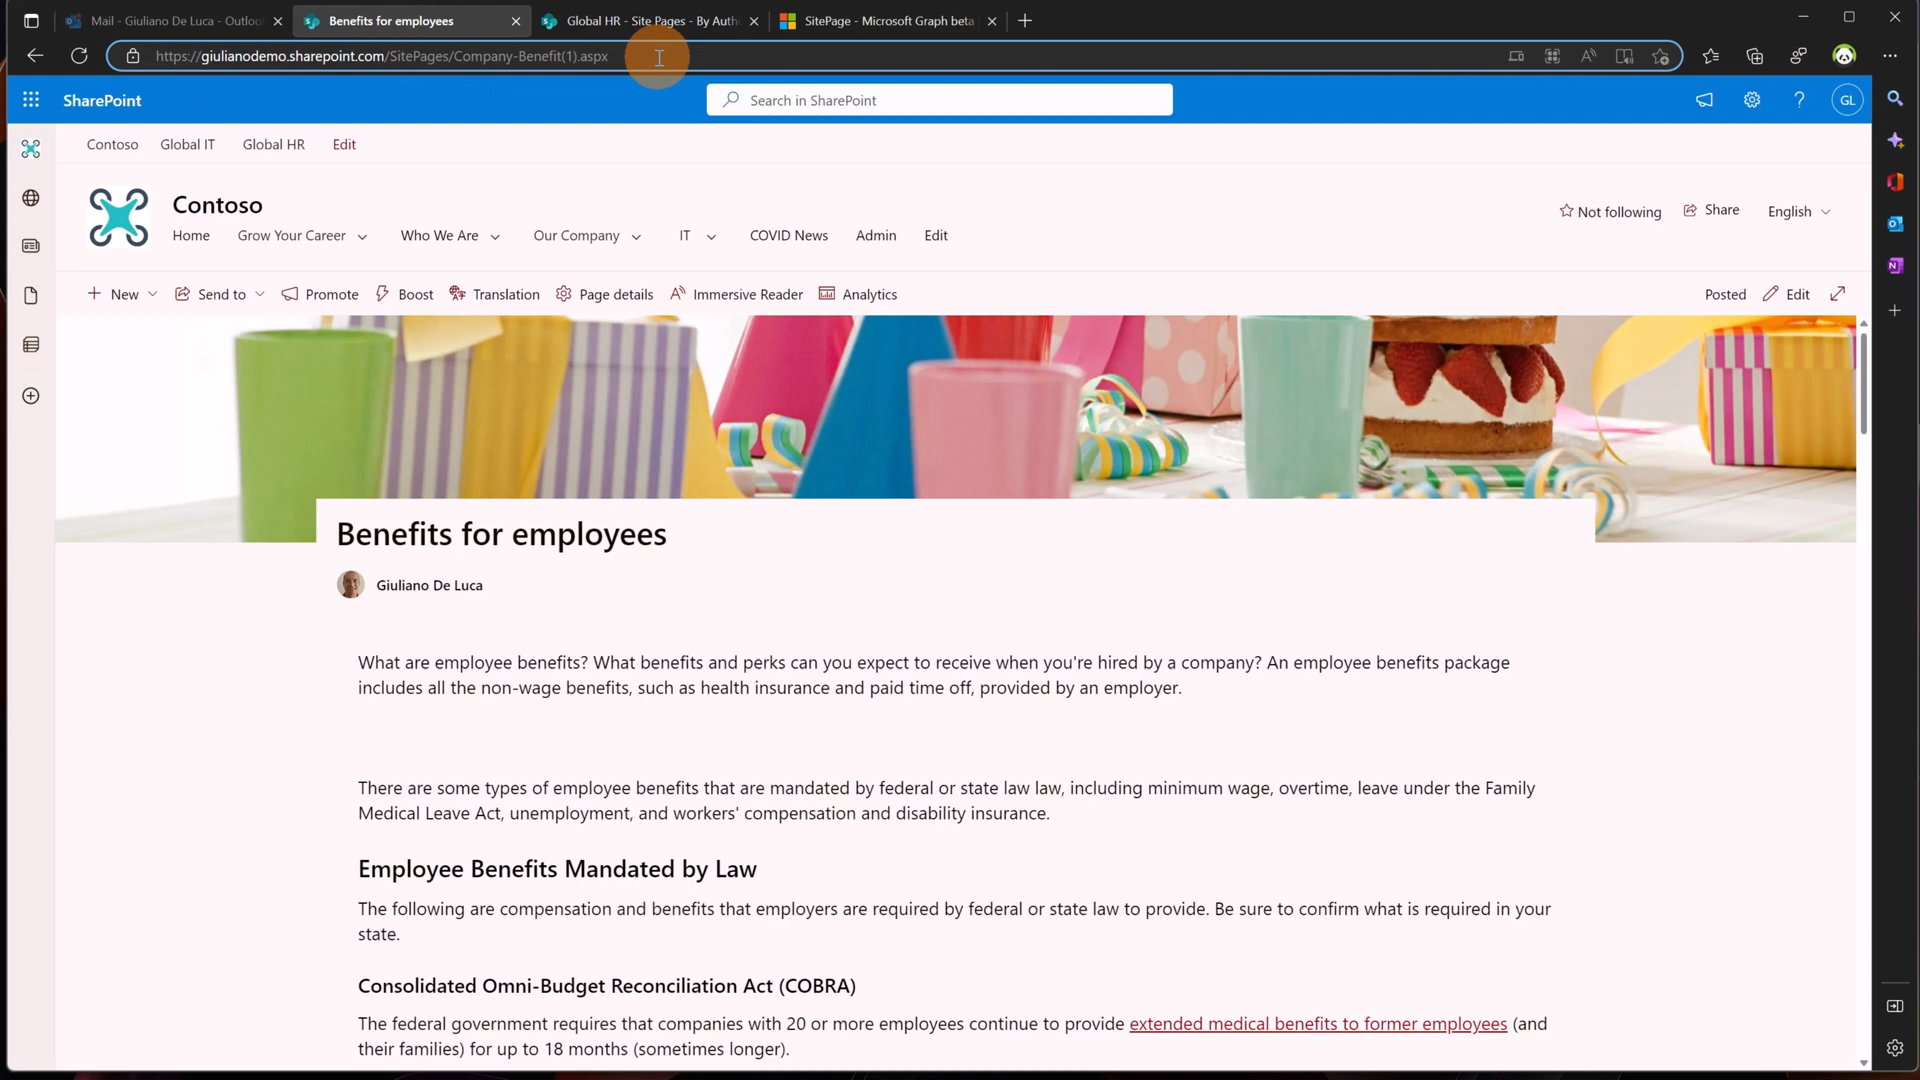 Mail - Giuliano De Luca - Outloo
Benefits for employees
Global HR - Site Pages - By Auth
SitePage - Microsoft Graph beta
https://giulianodemo.sharepoint.com/SitePages/Company-Benefit(1).aspx
SharePoint
Search in SharePoint
GL
Contoso Global IT Global HR Edit
Contoso
Not following Share English
Home Grow Your Career Who We Are Our Company IT COVID News Admin Edit
New Send to Promote Boost Translation Page details Immersive Reader Analytics Posted Edit
Benefits for employees
Giuliano De Luca
What are employee benefits? What benefits and perks can you expect to receive when you're hired by a company? An employee benefits package
includes all the non-wage benefits, such as health insurance and paid time off, provided by an employer.
There are some types of employee benefits that are mandated by federal or state law law, including minimum wage, overtime, leave under the Family
Medical Leave Act, unemployment, and workers' compensation and disability insurance.
Employee Benefits Mandated by Law
The following are compensation and benefits that employers are required by federal or state law to provide. Be sure to confirm what is required in your
state.
Consolidated Omni-Budget Reconciliation Act (COBRA)
The federal government requires that companies with 20 or more employees continue to provide extended medical benefits to former employees (and
their families) for up to 18 months (sometimes longer).